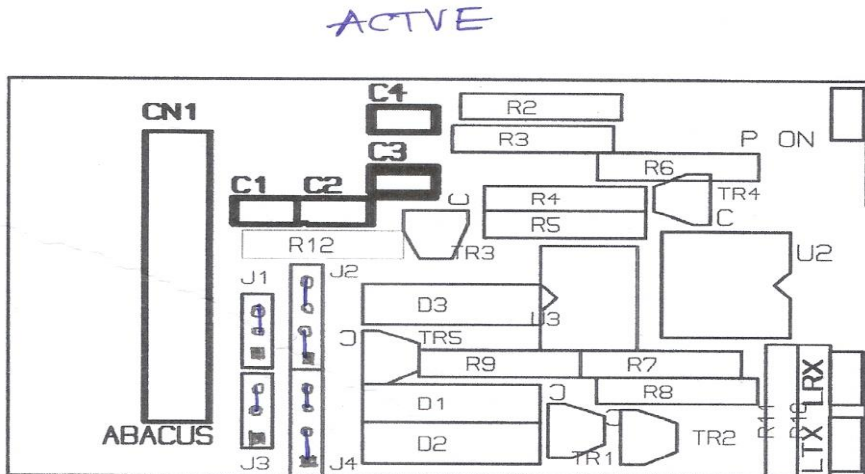 ACTVE
C4
R2
CN1
R3
P ON
C3
R6
C1 C2
R4
TR4
C
C
R5
C
R12
TR3
U2
J1
J2
D3
U3
C
TR5
R9
R7
LRX
R8
D1
C
C
R11
R10
ABACUS
D2
TR1
TR2
LTX
J3
J4